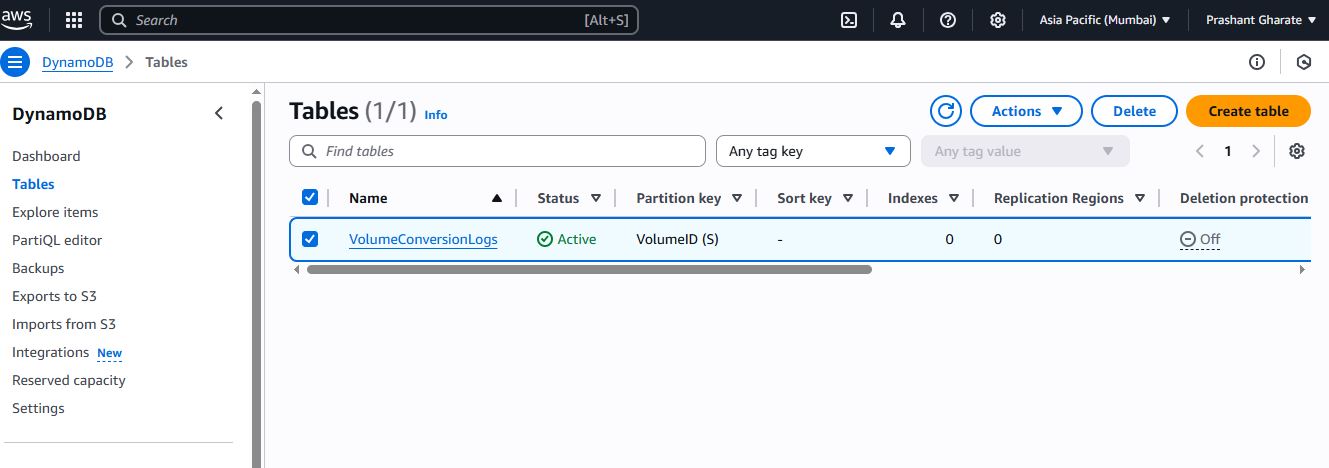 aws Search [Alt+S] Asia Pacific (Mumbai) Prashant Gharate
DynamoDB Tables
DynamoDB
Dashboard
Tables
Explore items
PartiQL editor
Backups
Exports to S3
Imports from S3
Integrations New
Reserved capacity
Settings
Tables (1/1) Info Actions Delete Create table
Find tables Any tag key Any tag value 1
Name Status Partition key Sort key Indexes Replication Regions Deletion protection
VolumeConversionLogs Active VolumeID (S) - 0 0 Off